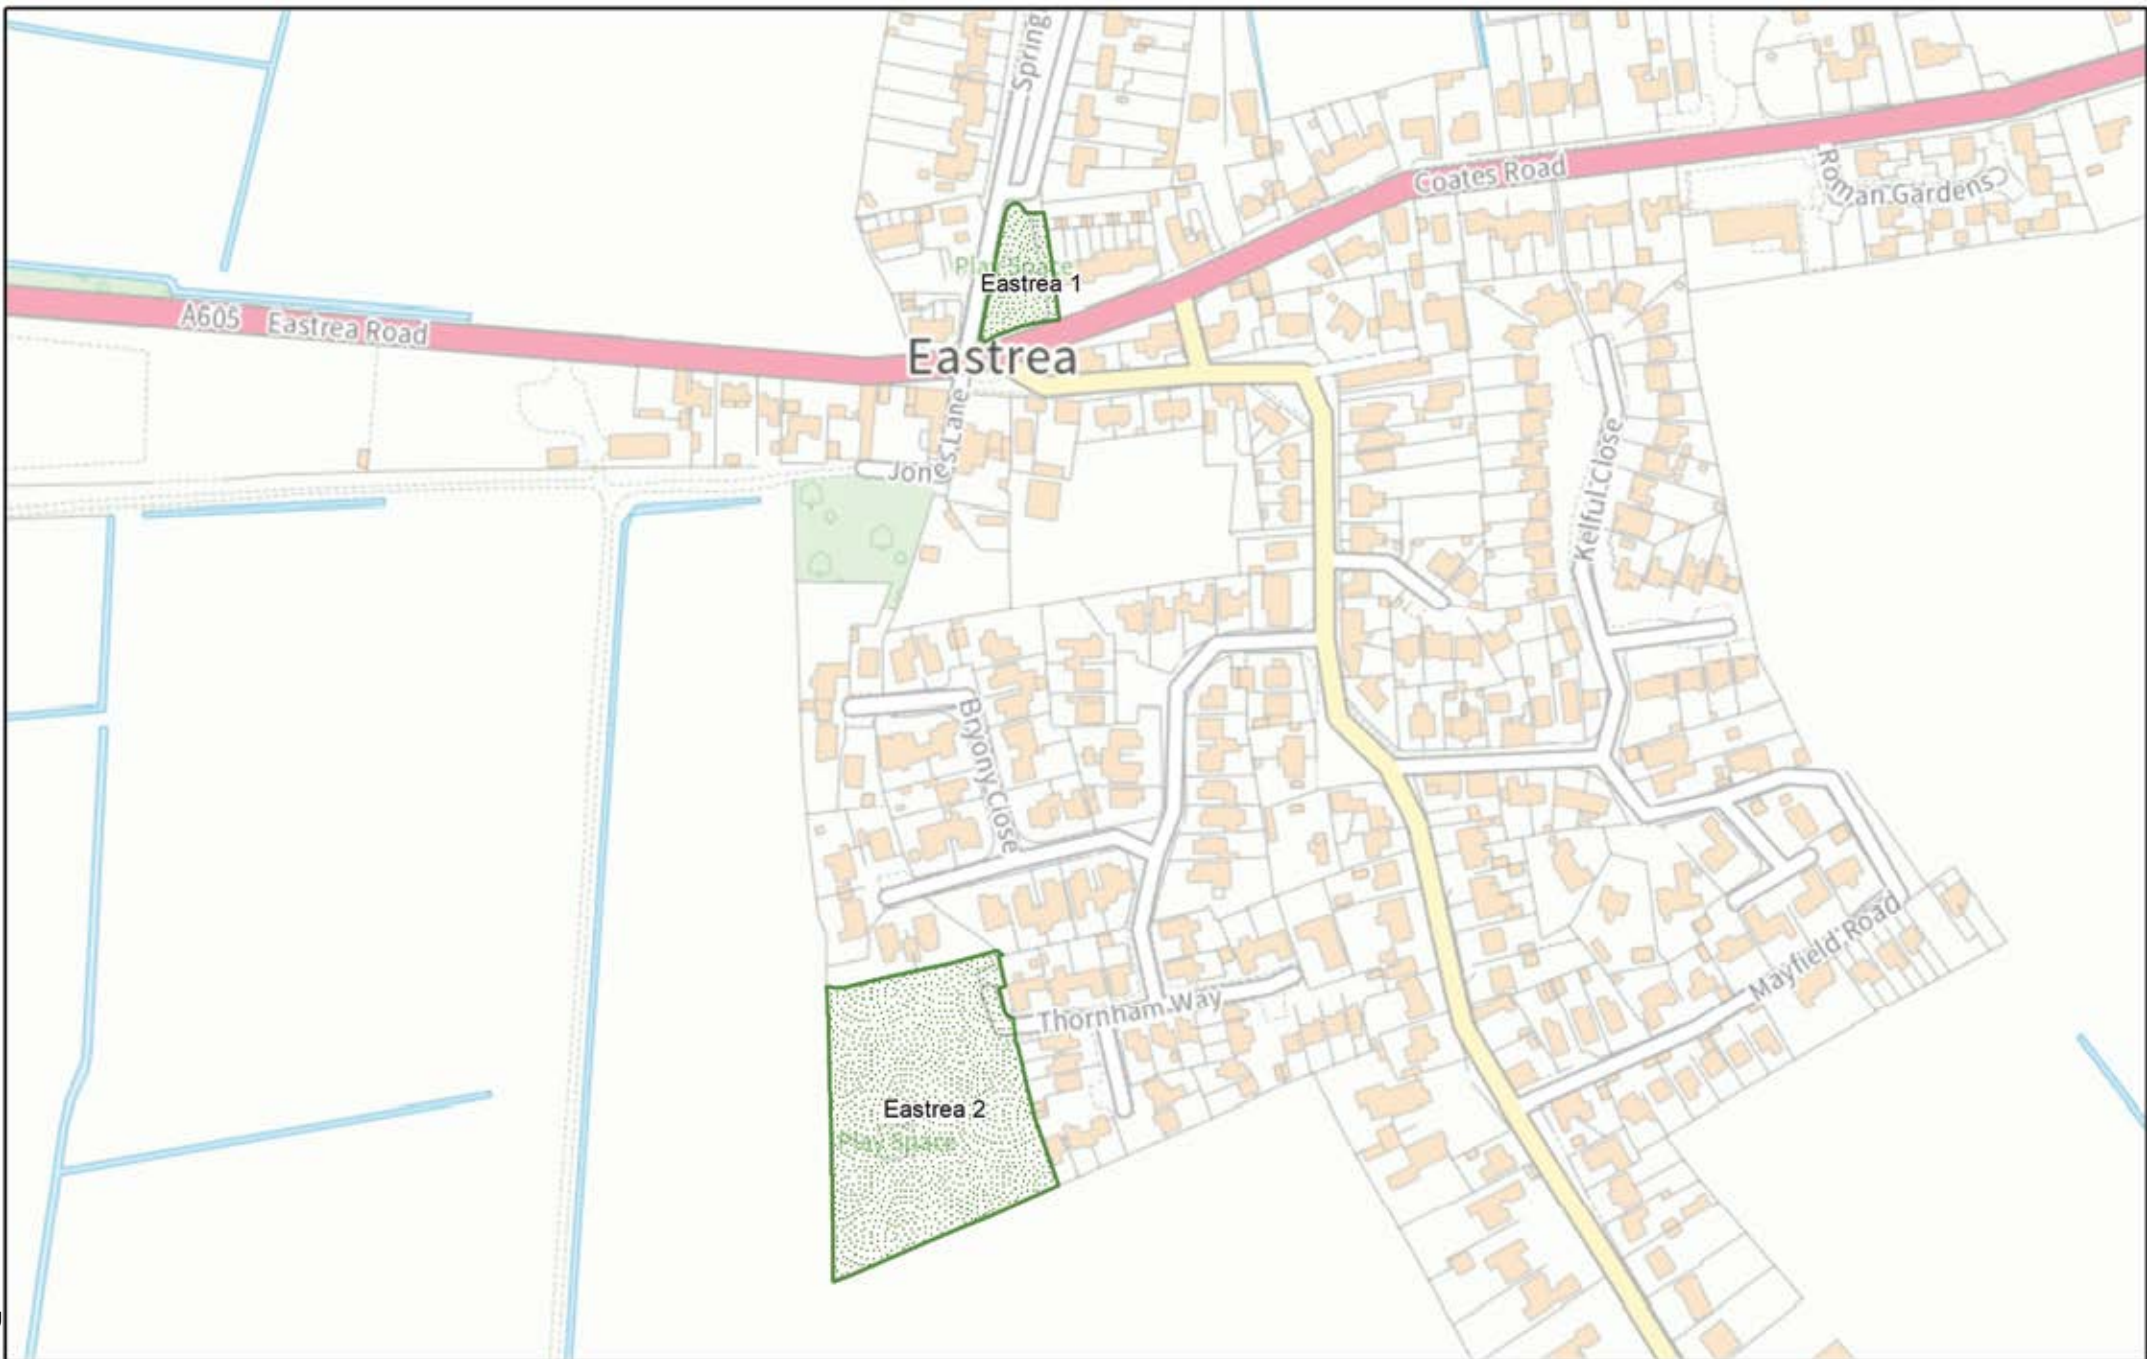 Spring
Coates Road
Roman Gardens
Play Space
Eastrea 1
A605 Eastrea Road
Eastrea
Jones Lane
Kelful Close
Bryony Close
Mayfield Road
Thornham Way
Eastrea 2
Play Space